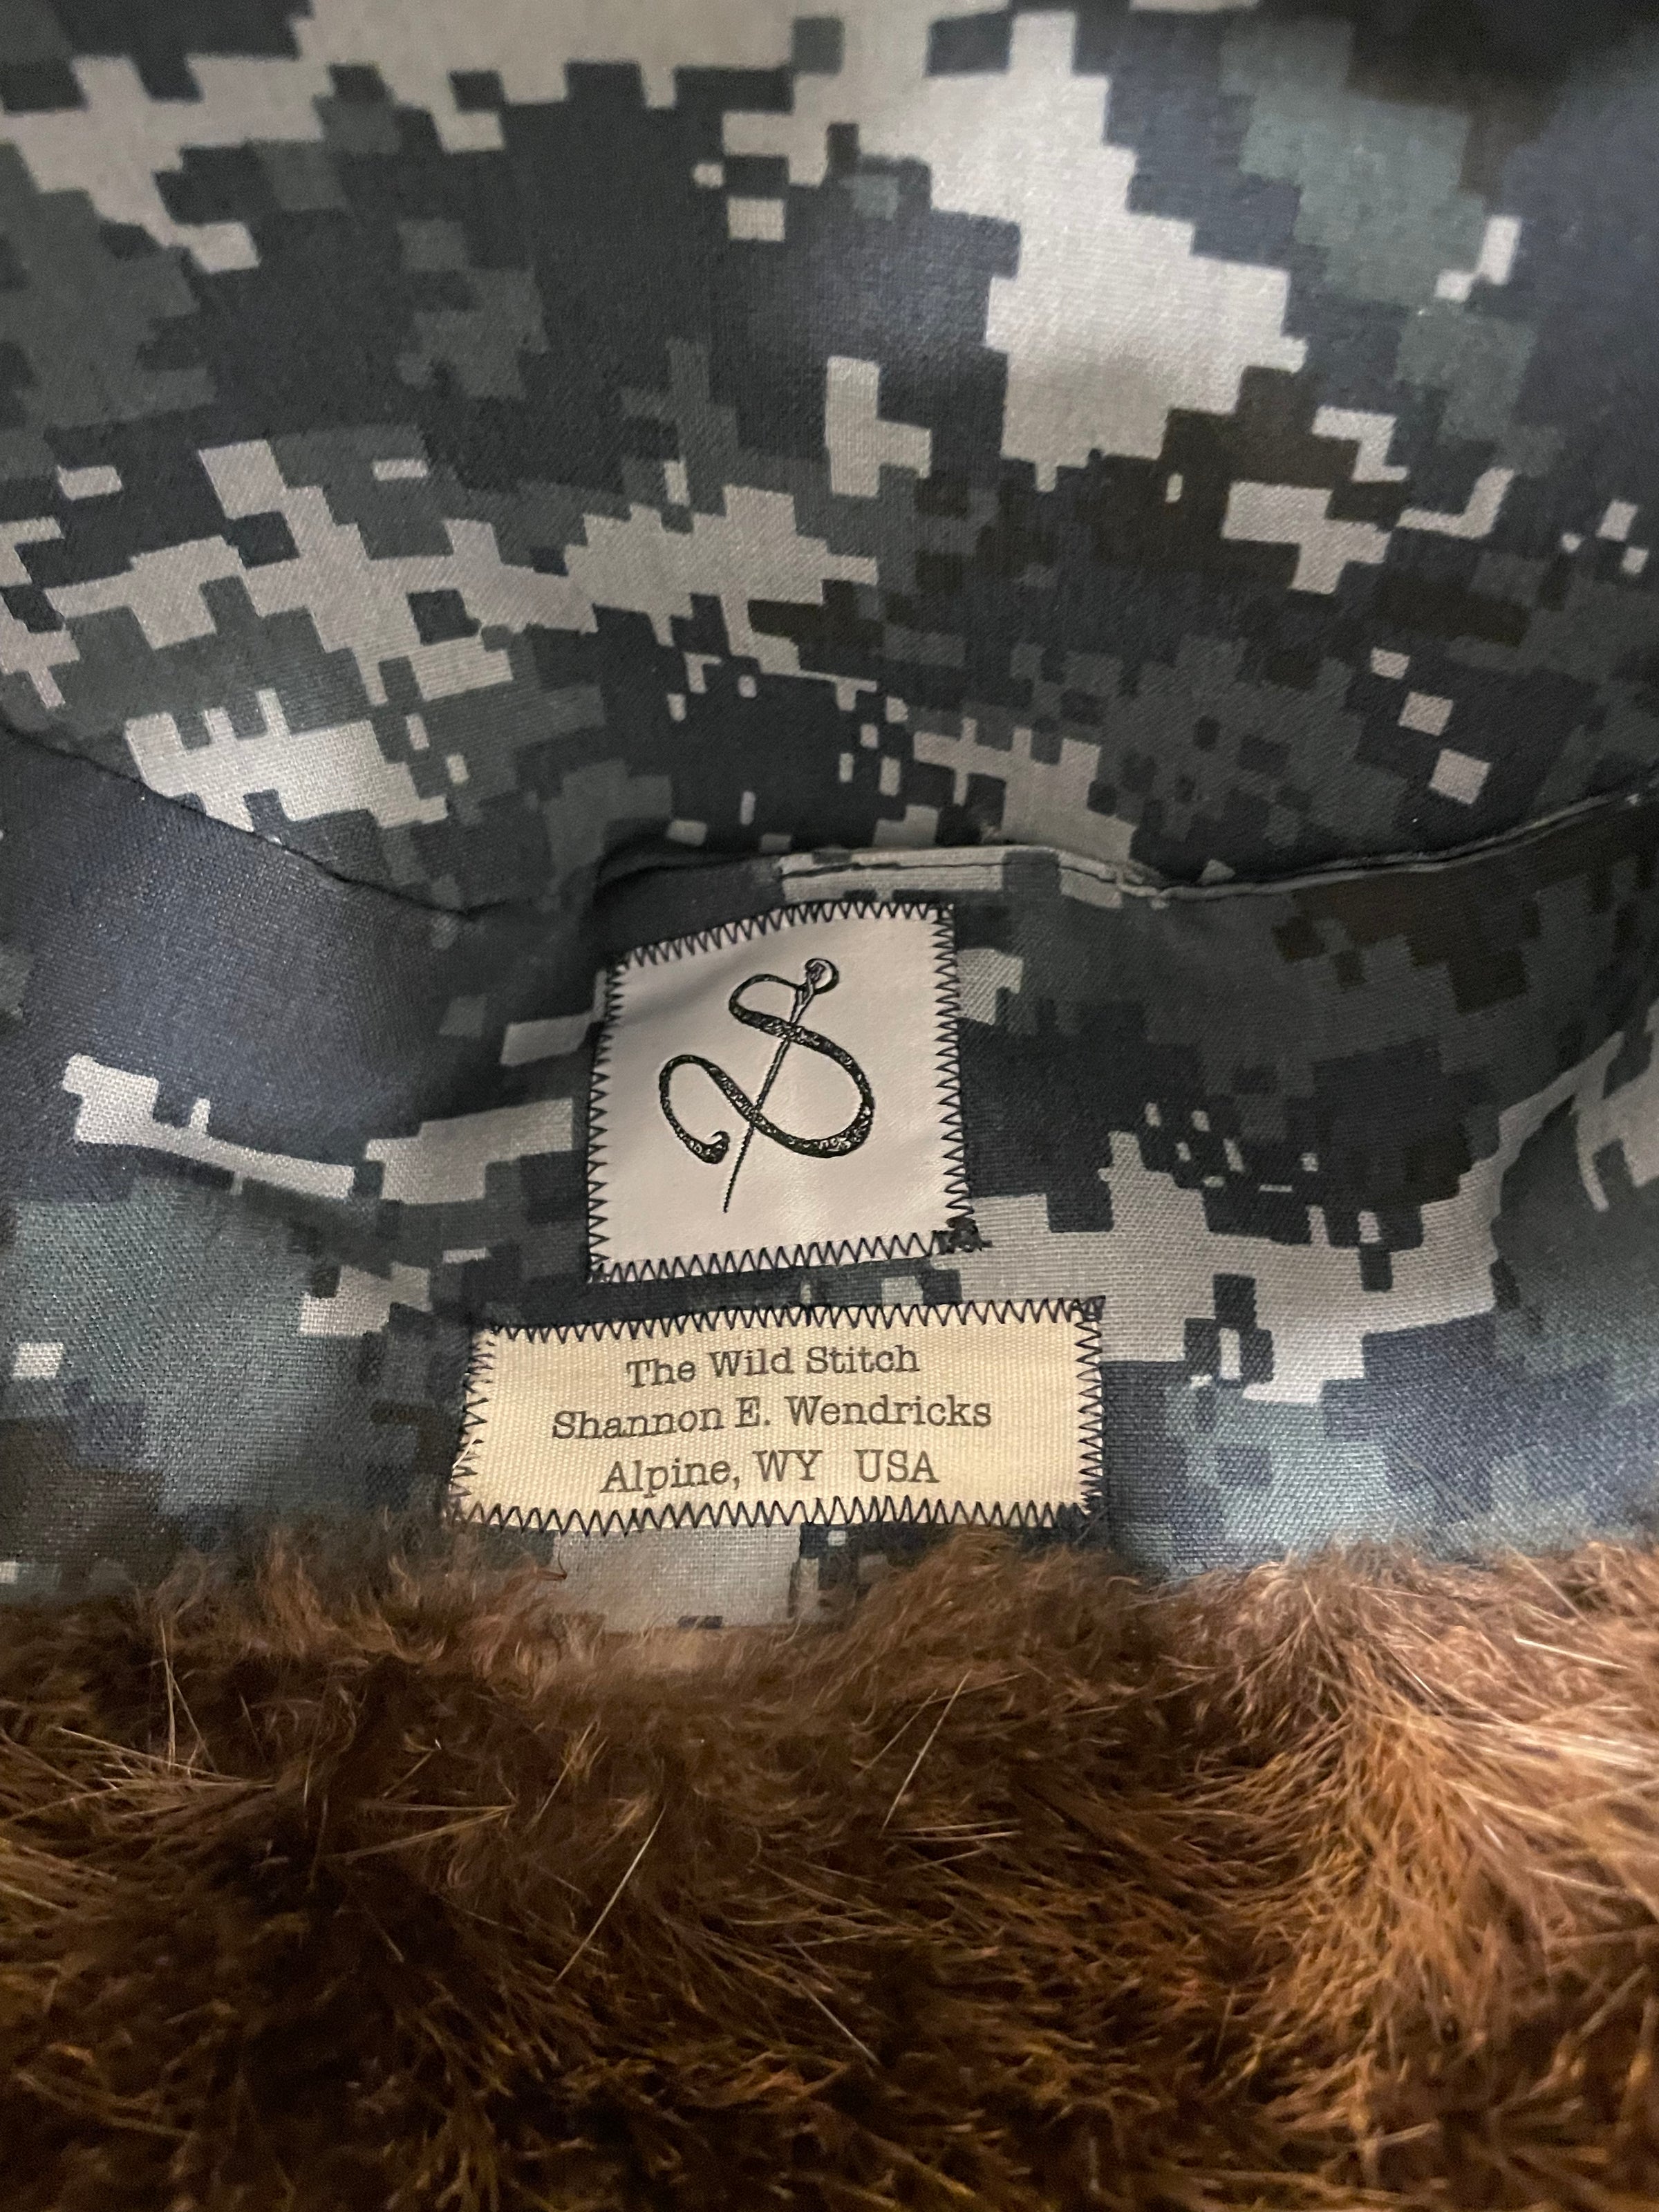 S
The Wild Stitch
Shannon E. Wendricks
Alpine, WY USA